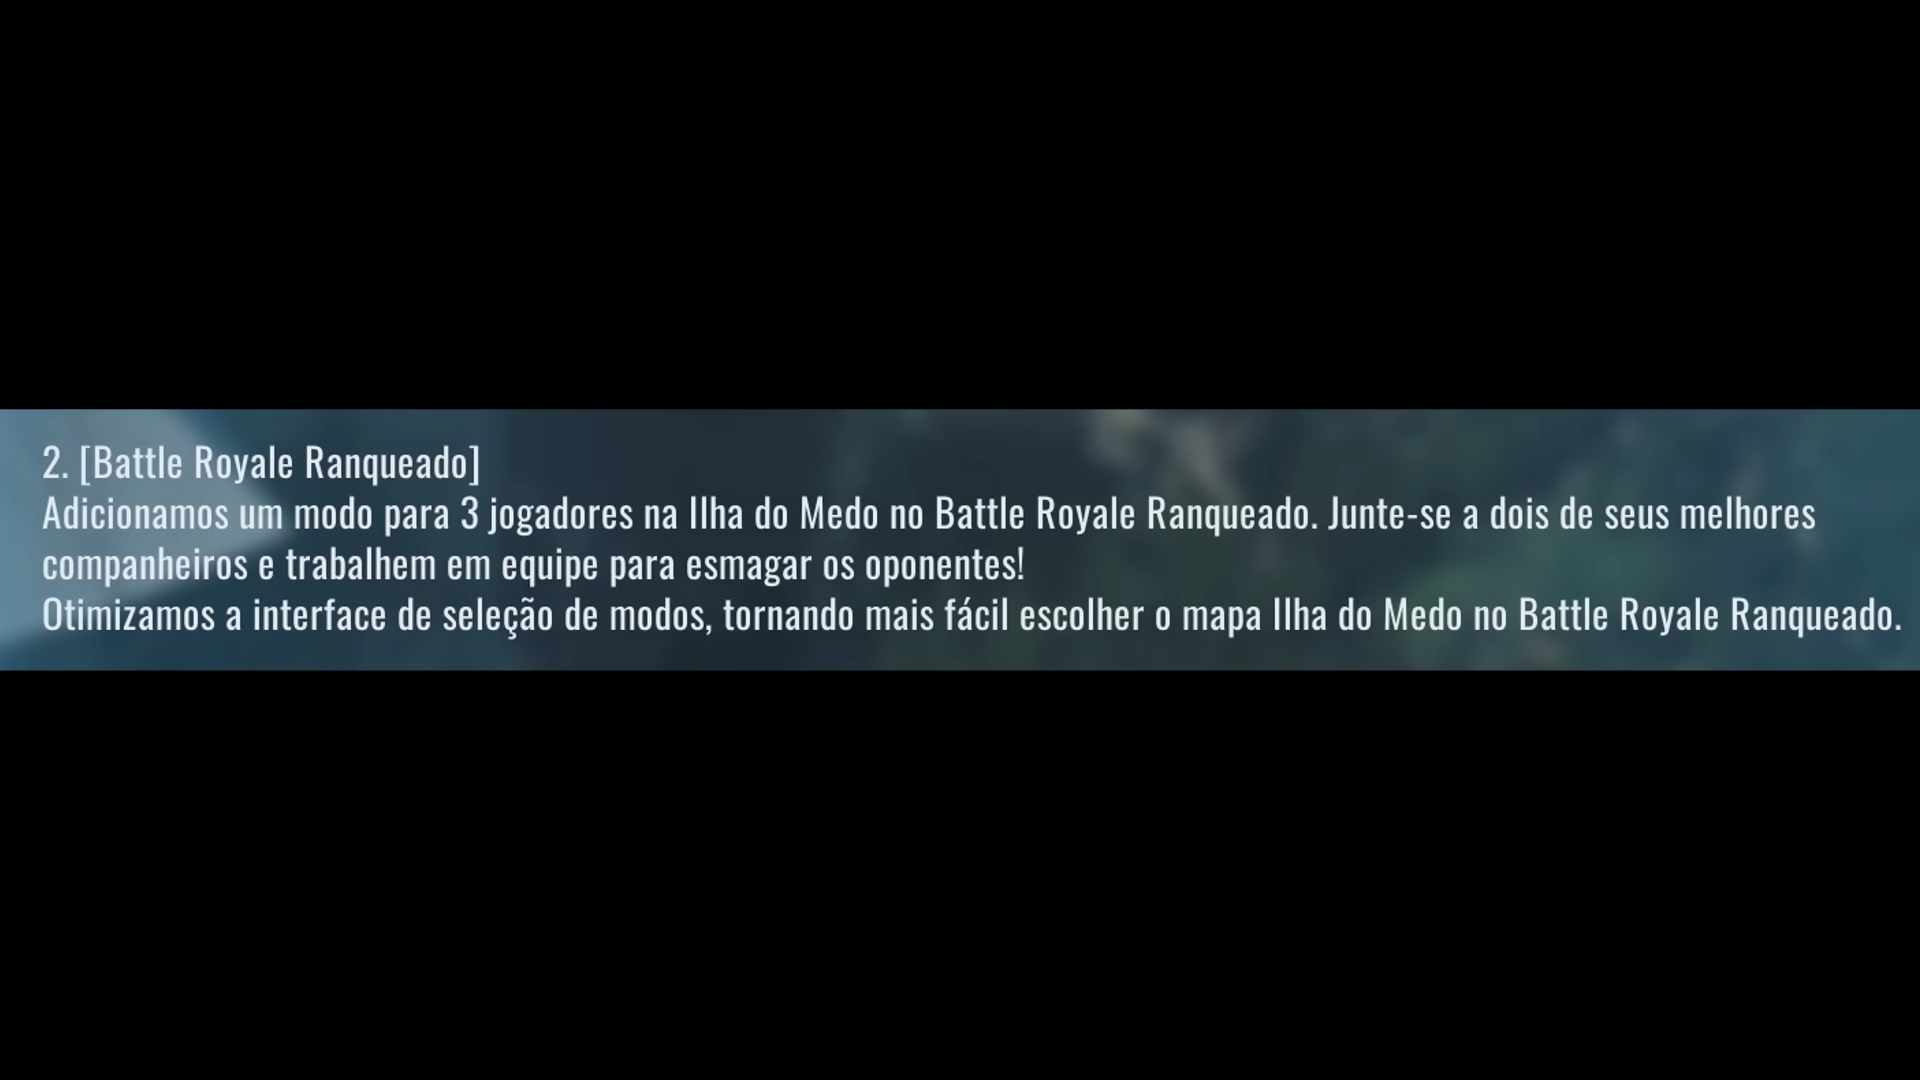 2. [Battle Royale Ranqueado]
Adicionamos um modo para 3 jogadores na Ilha do Medo no Battle Royale Ranqueado. Junte-se a dois de seus melhores
companheiros e trabalhem em equipe para esmagar os oponentes!
Otimizamos a interface de seleção de modos, tornando mais fácil escolher o mapa Ilha do Medo no Battle Royale Ranqueado.